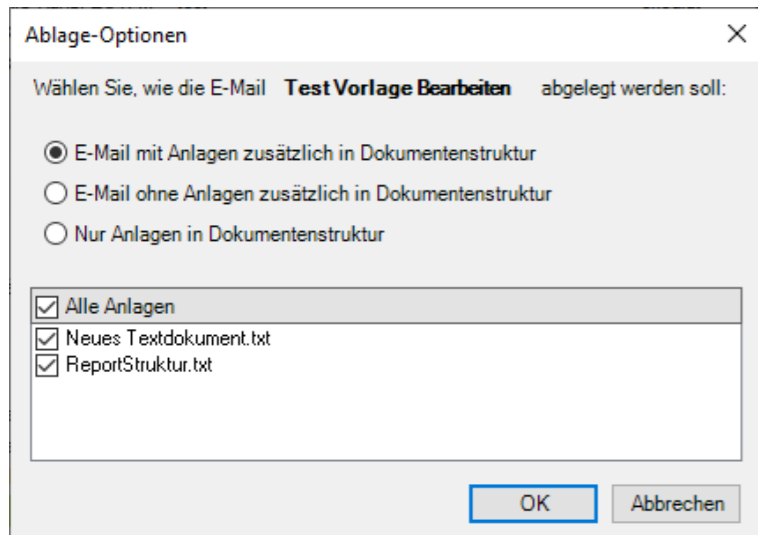 Ablage-Optionen
Wählen Sie, wie die E-Mail Test Vorlage Bearbeiten abgelegt werden soll:
E-Mail mit Anlagen zusätzlich in Dokumentenstruktur
E-Mail ohne Anlagen zusätzlich in Dokumentenstruktur
Nur Anlagen in Dokumentenstruktur
Alle Anlagen
Neues Textdokument.txt
ReportStruktur.txt
OK Abbrechen